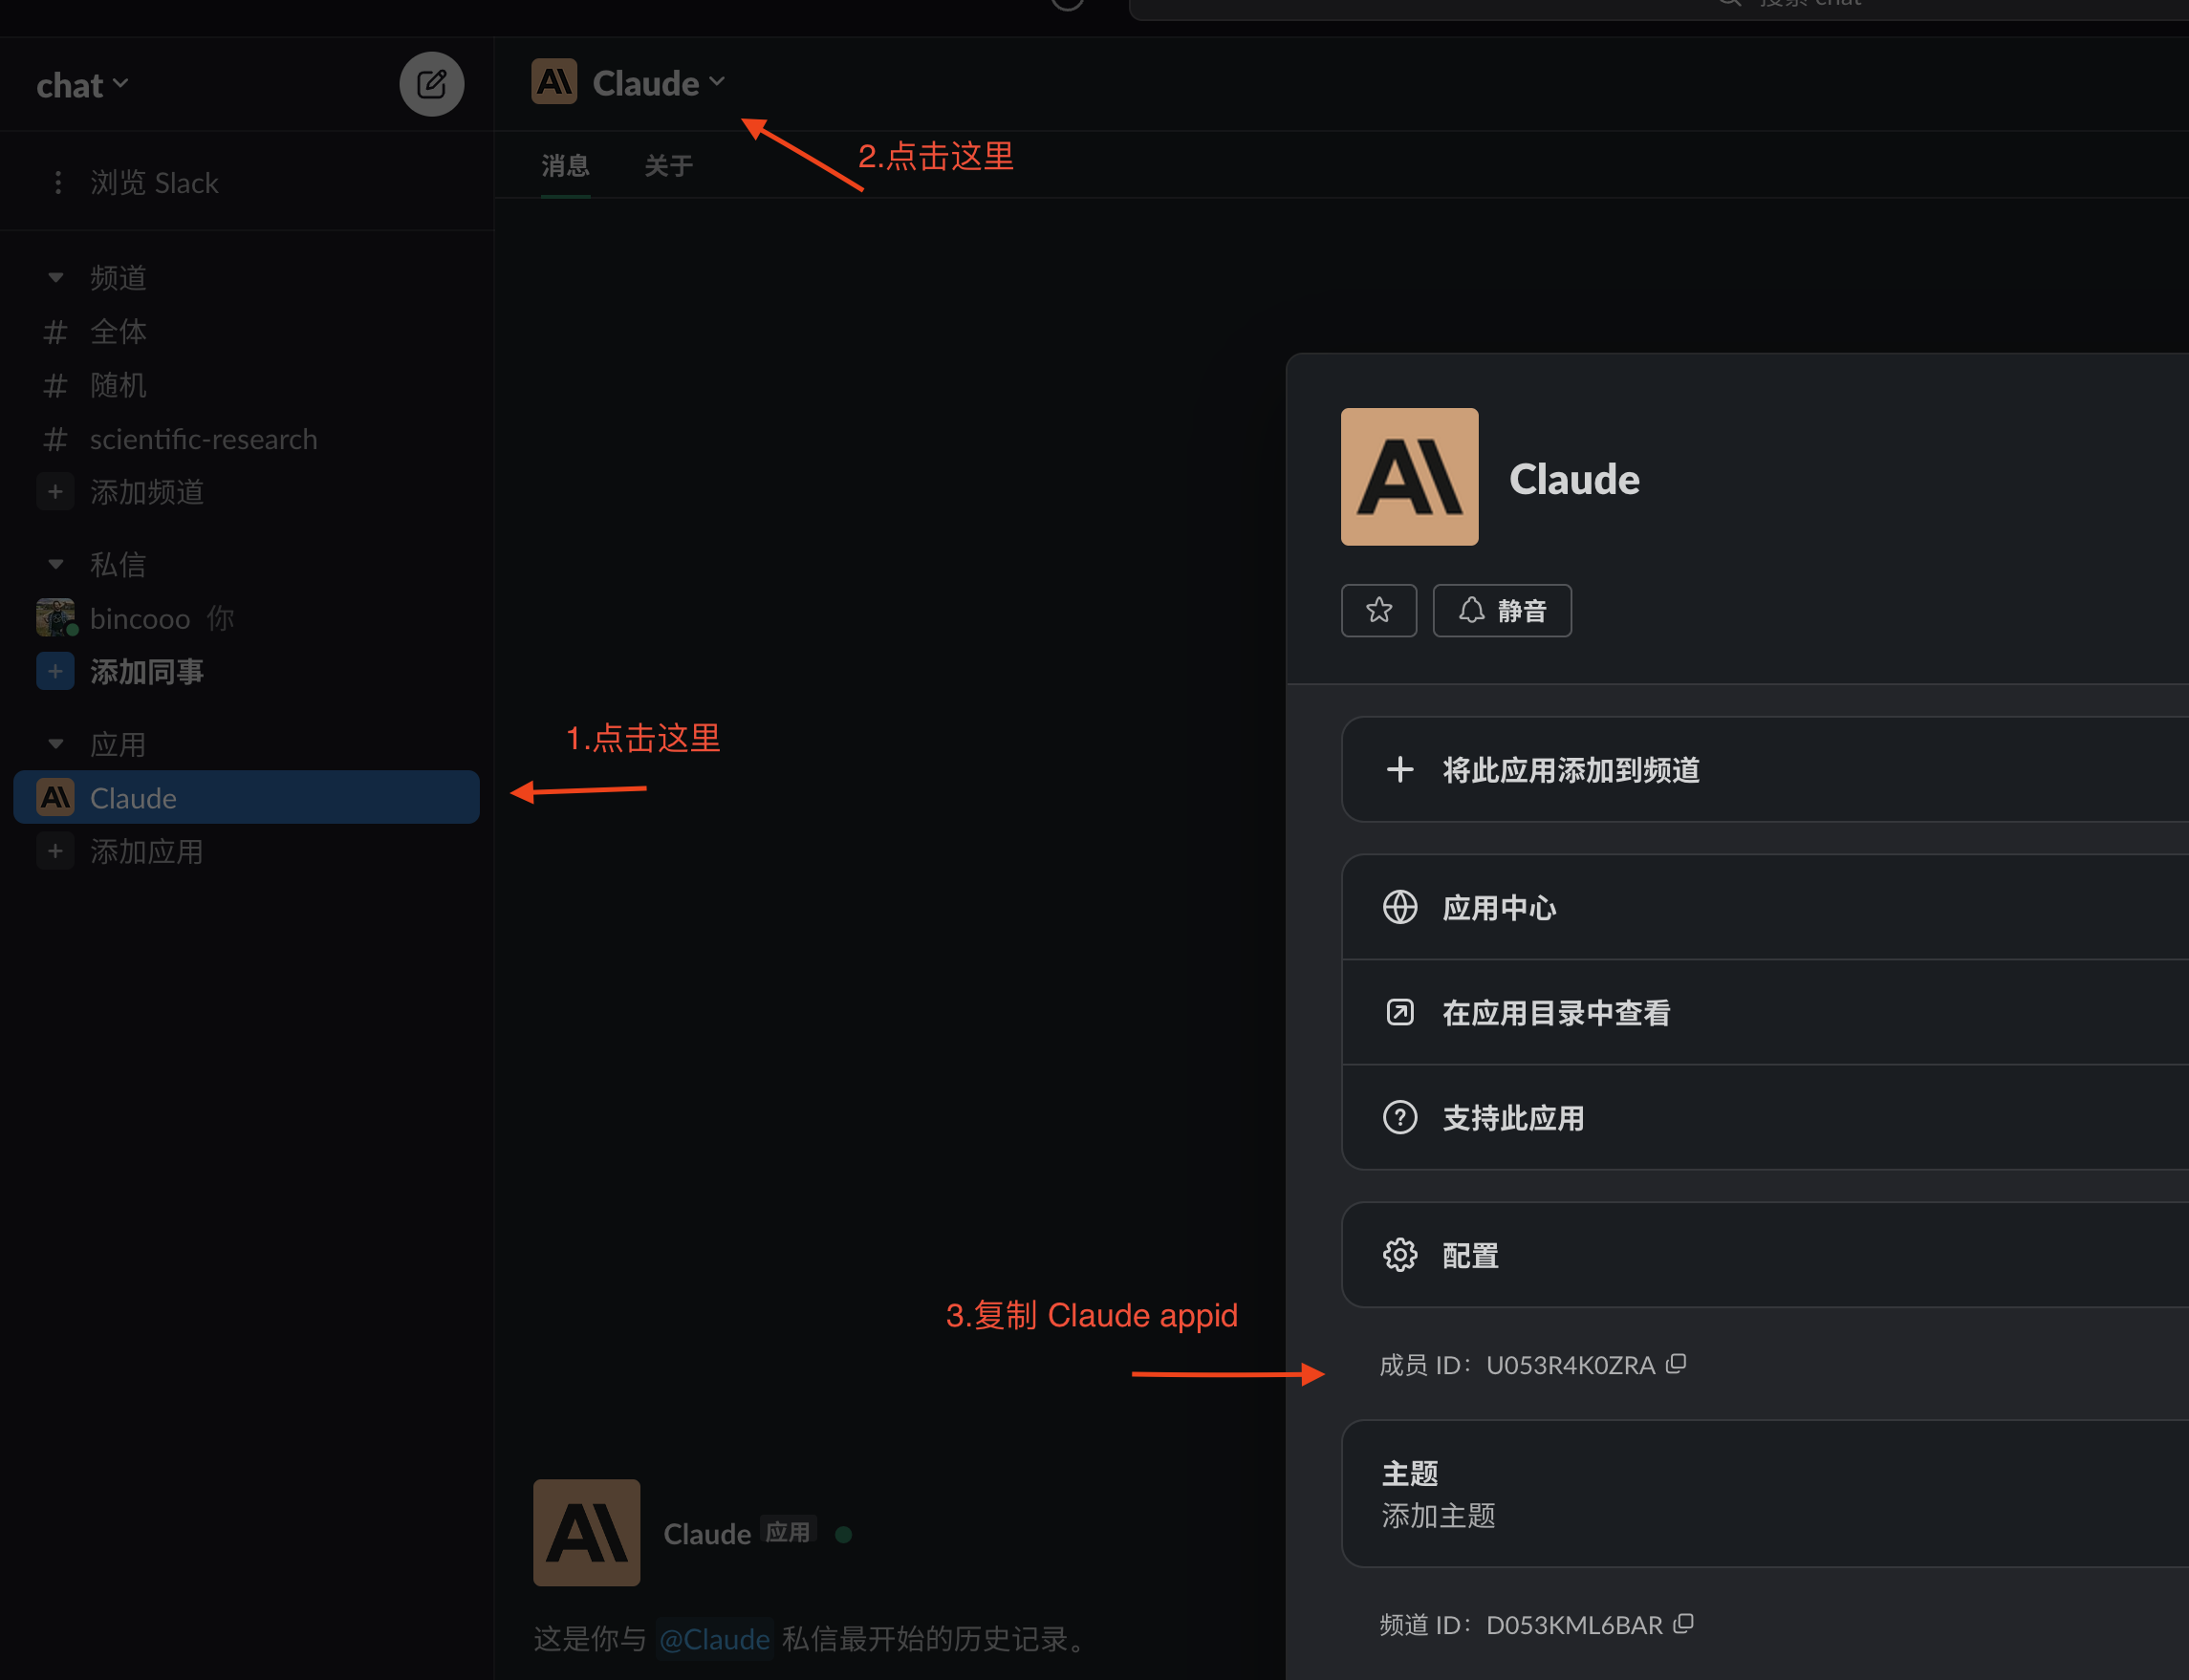 搜索 chat
chat
Claude
2.点击这里
消息 关于
浏览 Slack
频道
全体
随机
scientific-research
添加频道
私信
bincooo 你
添加同事
应用
Claude
添加应用
1.点击这里
Claude
静音
将此应用添加到频道
应用中心
在应用目录中查看
支持此应用
配置
3.复制 Claude appid
成员 ID： U053R4K0ZRA
主题
添加主题
频道 ID： D053KML6BAR
Claude 应用
这是你与 @Claude 私信最开始的历史记录。